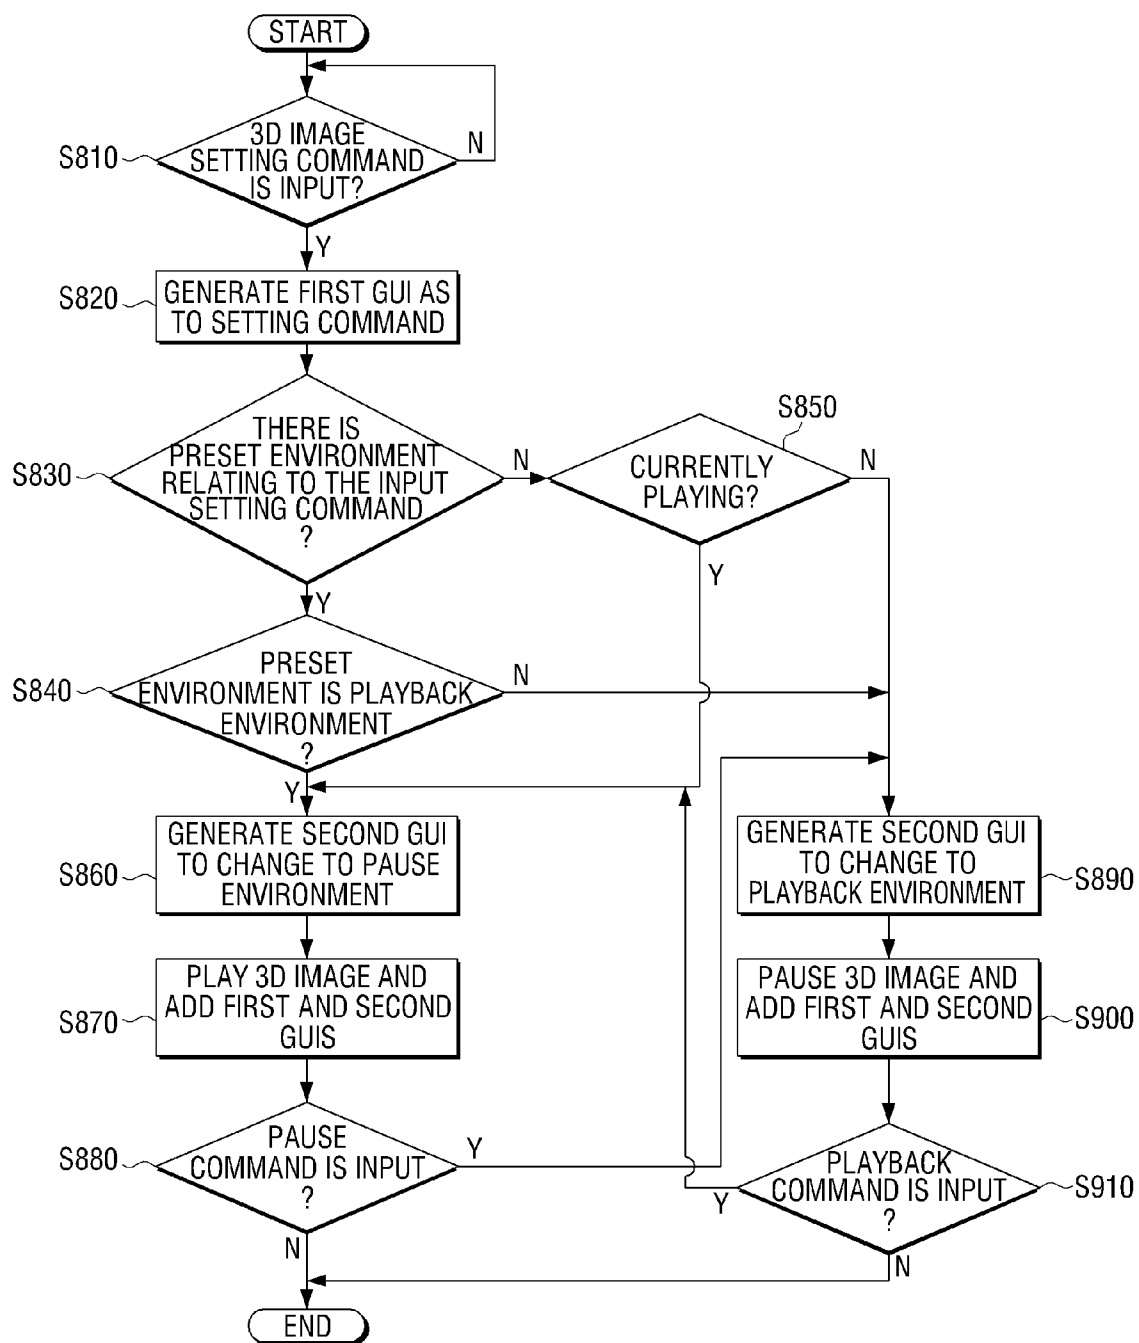 START
3D IMAGE
SETTING COMMAND
IS INPUT?
S810
N
Y
S820
GENERATE FIRST GUI AS
TO SETTING COMMAND
S830
THERE IS
PRESET ENVIRONMENT
RELATING TO THE INPUT
SETTING COMMAND
?
N
Y
S850
CURRENTLY
PLAYING?
N
Y
S840
PRESET
ENVIRONMENT IS PLAYBACK
ENVIRONMENT
?
N
Y
S860
GENERATE SECOND GUI
TO CHANGE TO PAUSE
ENVIRONMENT
GENERATE SECOND GUI
TO CHANGE TO
PLAYBACK ENVIRONMENT
S890
S870
PLAY 3D IMAGE AND
ADD FIRST AND SECOND
GUIS
PAUSE 3D IMAGE AND
ADD FIRST AND SECOND
GUIS
S900
S880
PAUSE
COMMAND IS INPUT
?
Y
N
PLAYBACK
COMMAND IS INPUT
?
S910
Y
N
END